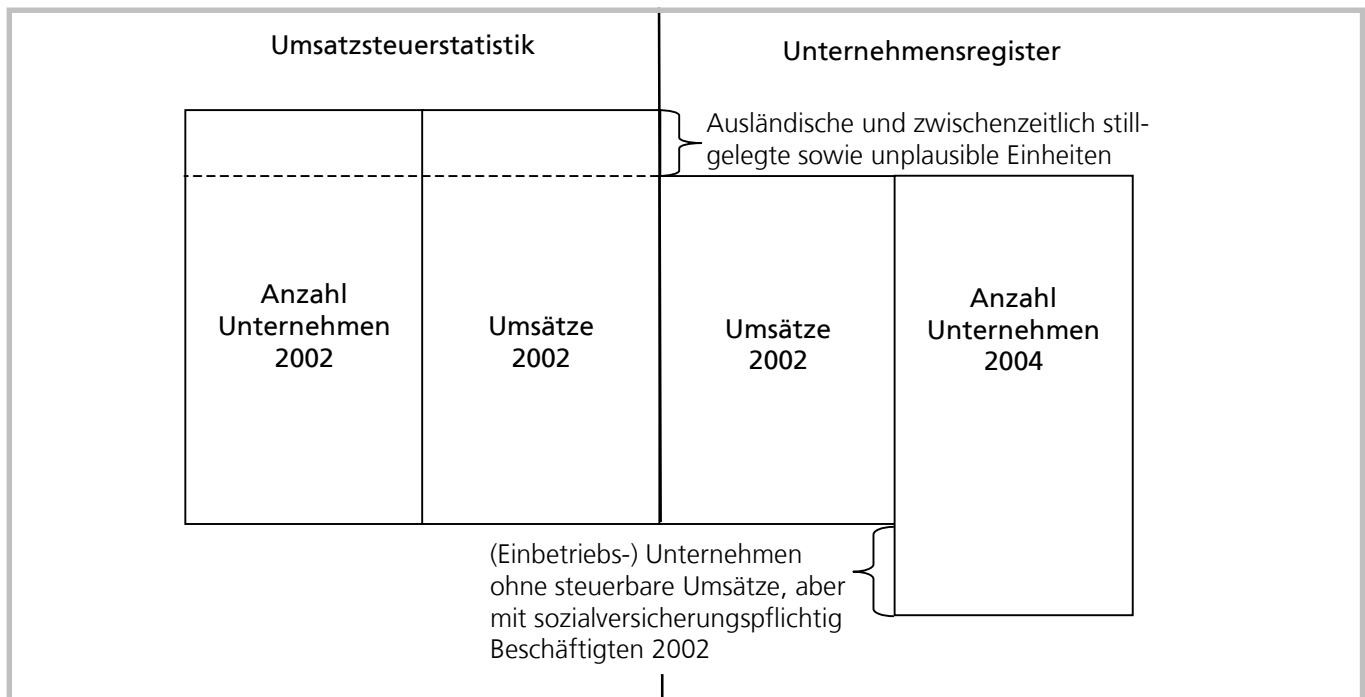 Umsatzsteuerstatistik
Unternehmensregister
Ausländische und zwischenzeitlich still-
gelegte sowie unplausible Einheiten
Anzahl
Unternehmen
2002
Umsätze
2002
Umsätze
2002
Anzahl
Unternehmen
2004
(Einbetriebs-) Unternehmen
ohne steuerbare Umsätze, aber
mit sozialversicherungspflichtig
Beschäftigten 2002